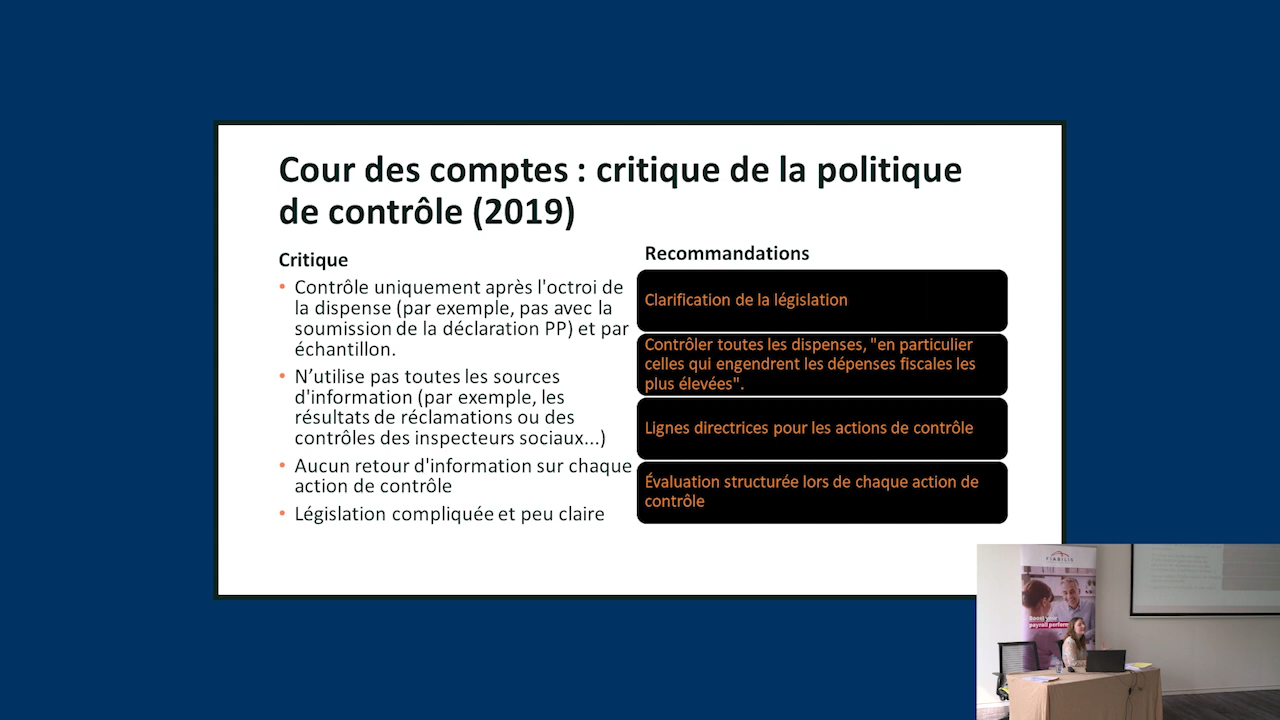 Cour des comptes : critique de la politique
de contrôle (2019)
Critique
• Contrôle uniquement après l'octroi de
la dispense (par exemple, pas avec la
soumission de la déclaration PP) et par
échantillon.
• N’utilise pas toutes les sources
d'information (par exemple, les
résultats de réclamations ou des
contrôles des inspecteurs sociaux...)
• Aucun retour d'information sur chaque
action de contrôle
• Législation compliquée et peu claire
Recommandations
Clarification de la législation
Contrôler toutes les dispenses, "en particulier
celles qui engendrent les dépenses fiscales les
plus élevées".
Lignes directrices pour les actions de contrôle
Évaluation structurée lors de chaque action de
contrôle
FIABILIS
Boost your
payroll perform